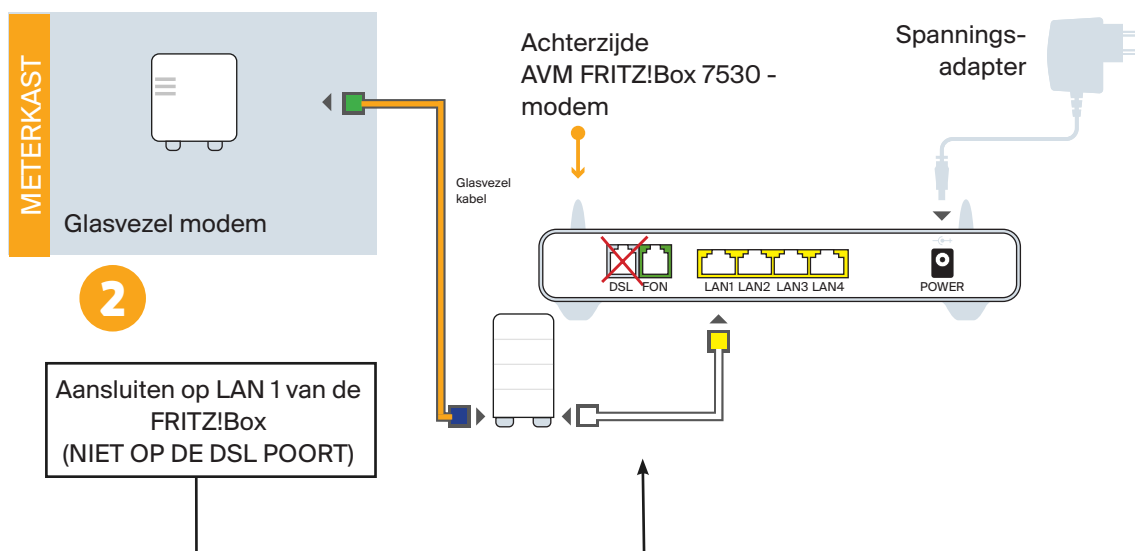 METERKAST
Glasvezel modem
2
Achterzijde
AVM FRITZ!Box 7530 -
modem
Spannings-
adapter
Glasvezel
kabel
DSL FON LAN1 LAN2 LAN3 LAN4 POWER
Aansluiten op LAN 1 van de
FRITZ!Box
(NIET OP DE DSL POORT)